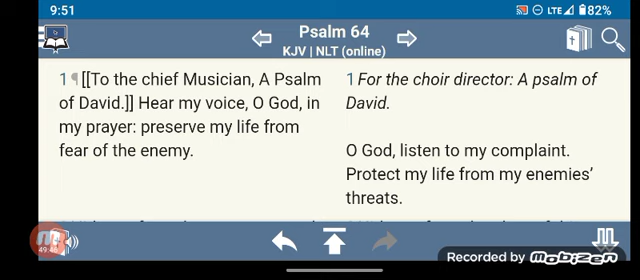 9:51
LTE
82%
Psalm 64
KJV | NLT (online)
1 ¶ [[To the chief Musician, A Psalm
of David.]] Hear my voice, O God, in
my prayer: preserve my life from
fear of the enemy.
1 For the choir director: A psalm of
David.
O God, listen to my complaint.
Protect my life from my enemies'
threats.
Recorded by Mobizen